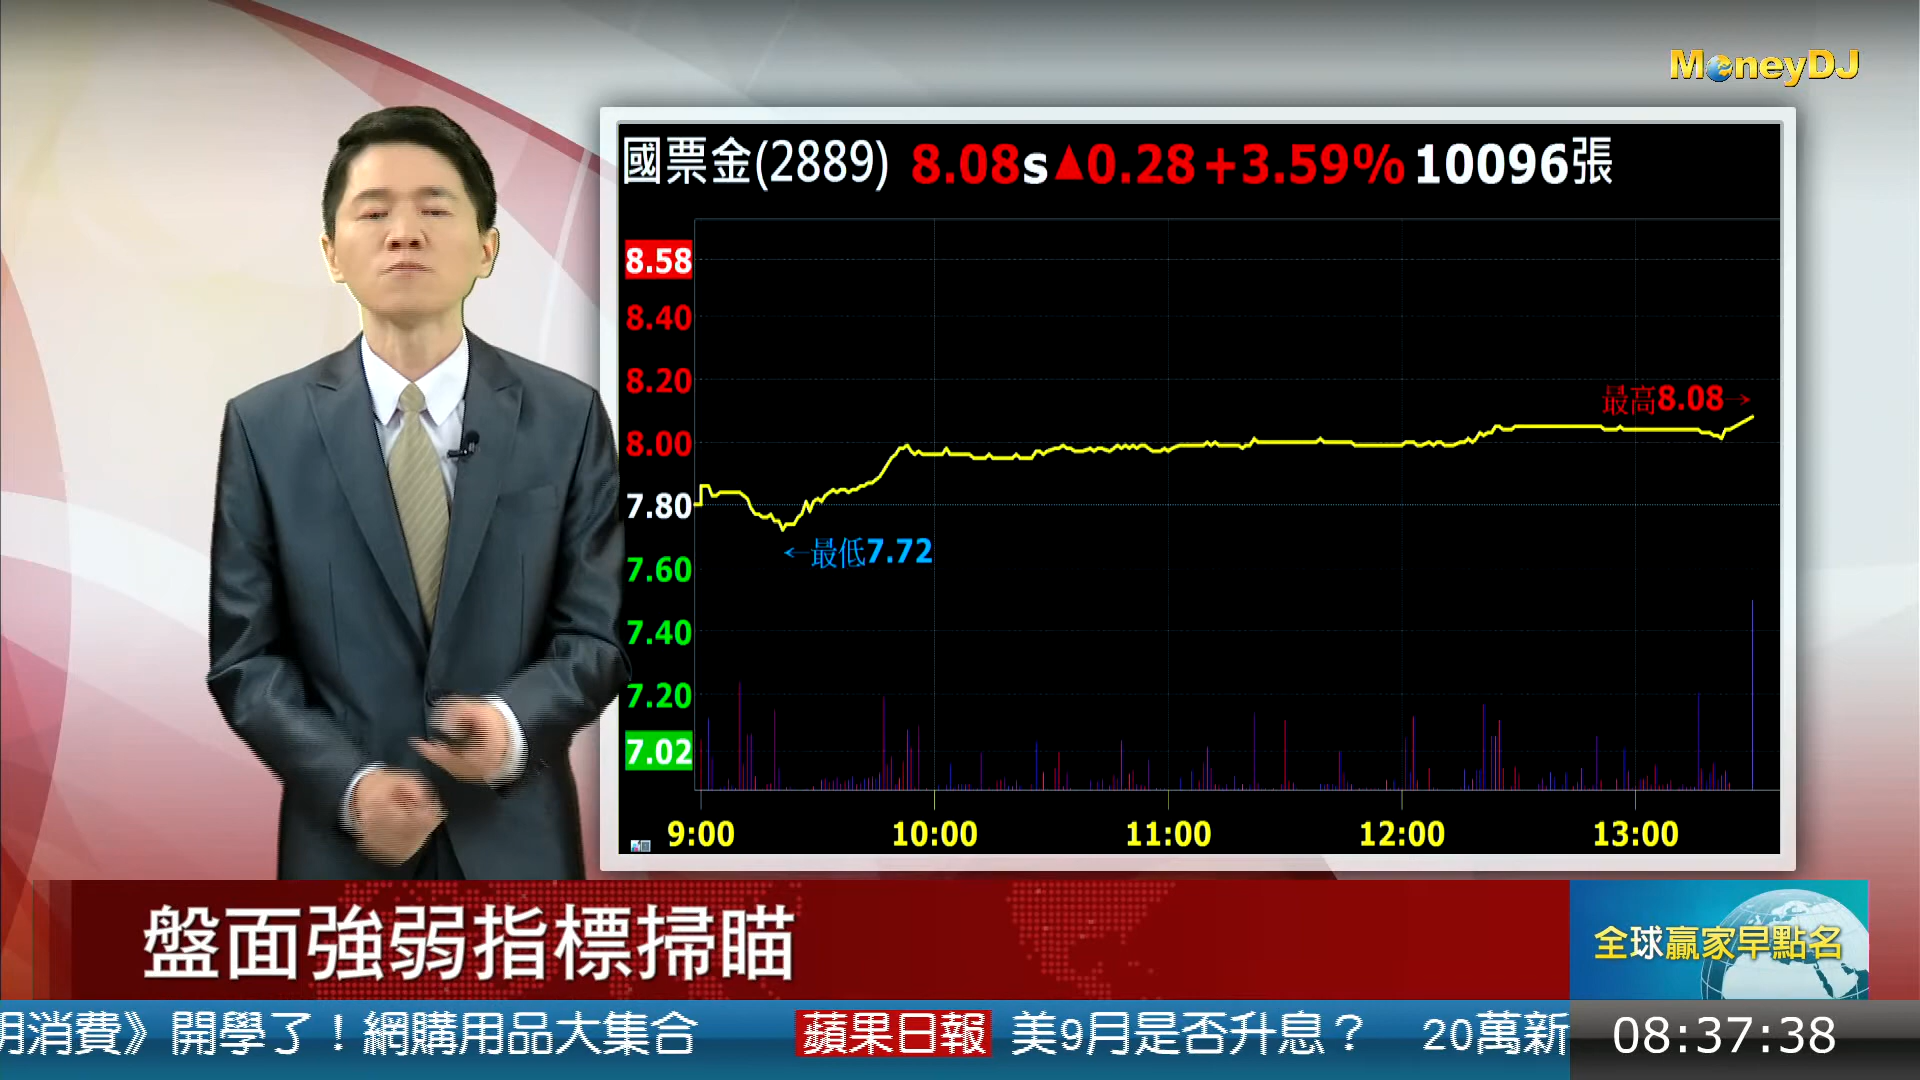 MoneyDJ
國票金(2889) 8.08s▲0.28+3.59%10096張
8.58
8.40
8.20
最高8.08→
8.00
7.80
←最低7.72
7.60
7.40
7.20
7.02
9:00 10:00 11:00 12:00 13:00
盤面強弱指標掃瞄
全球贏家早點名
明消費》開學了！網購用品大集合 蘋果日報 美9月是否升息？ 20萬新
08:37:38